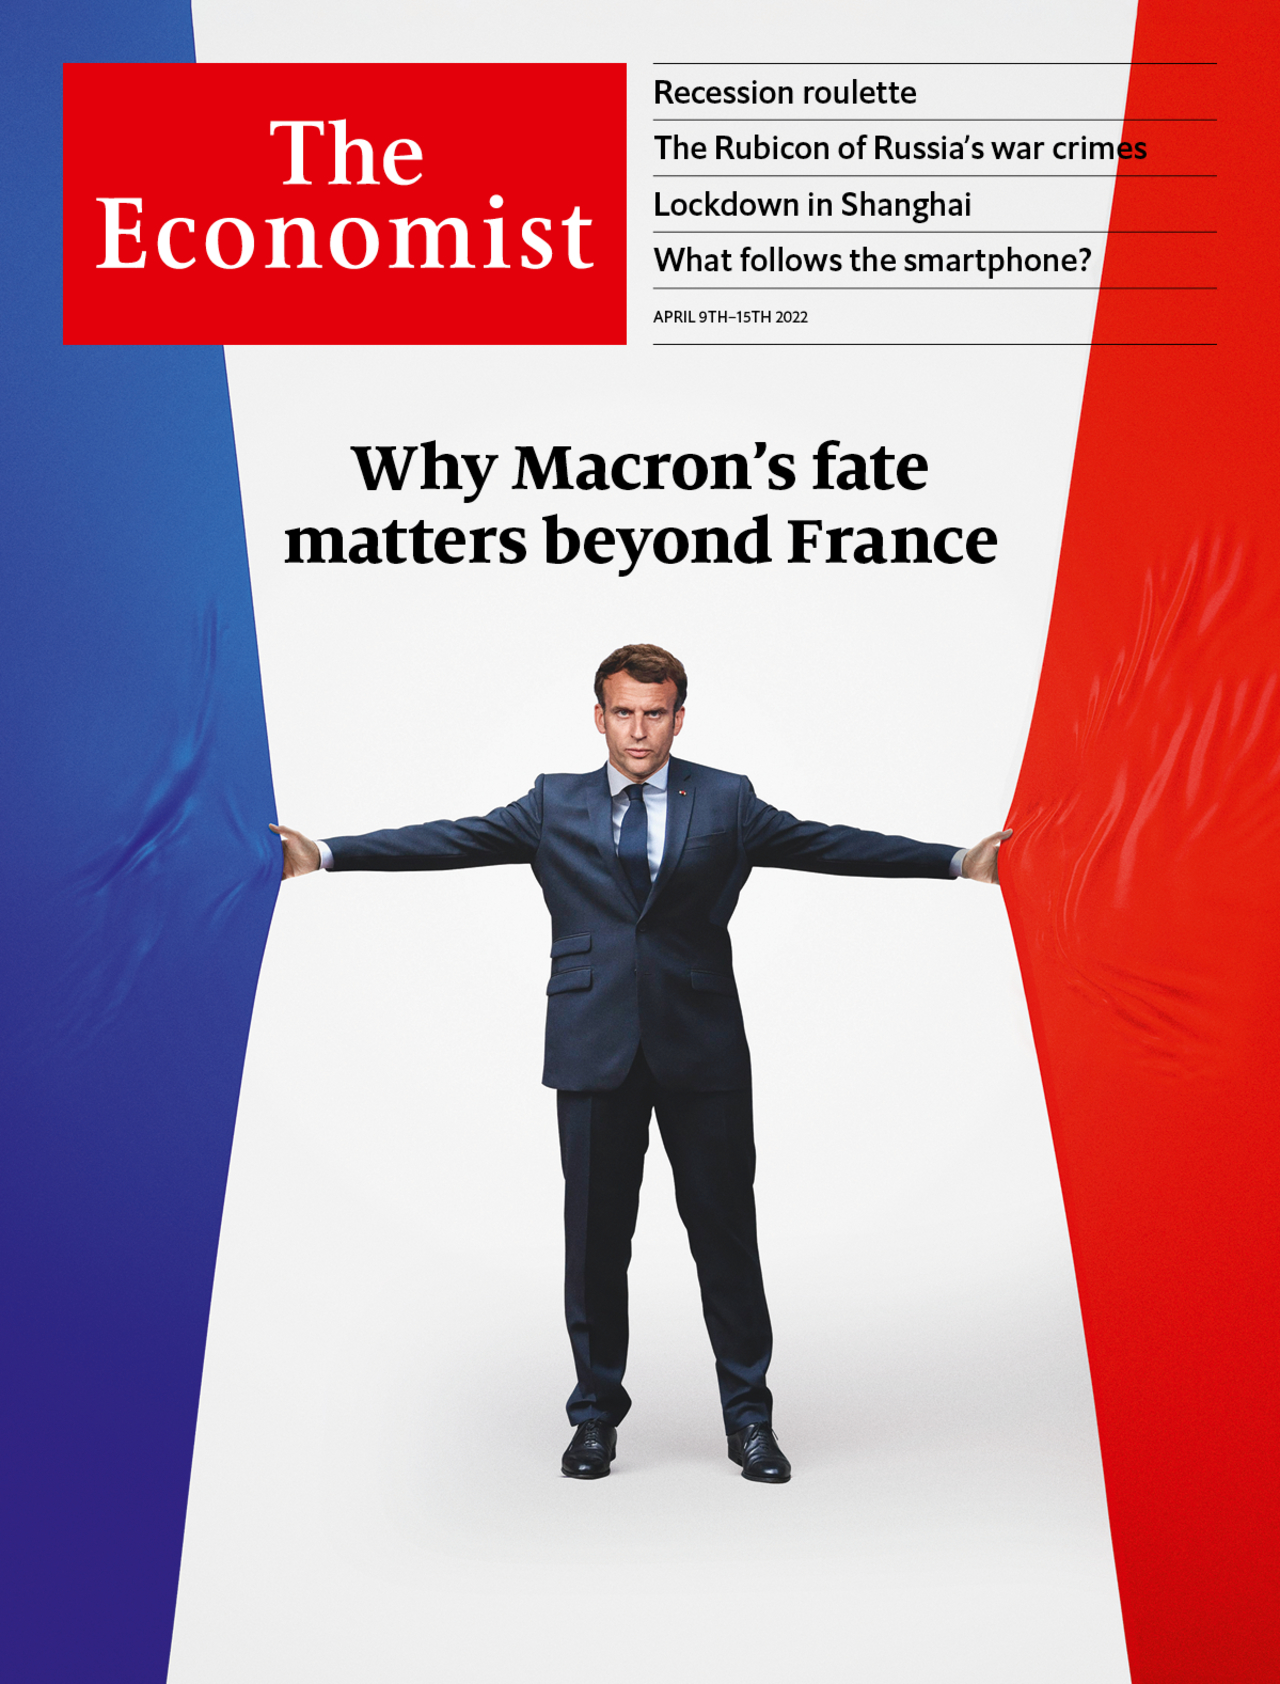 The
Economist
Recession roulette
The Rubicon of Russia’s war crimes
Lockdown in Shanghai
What follows the smartphone?
APRIL 9TH–15TH 2022
Why Macron’s fate
matters beyond France